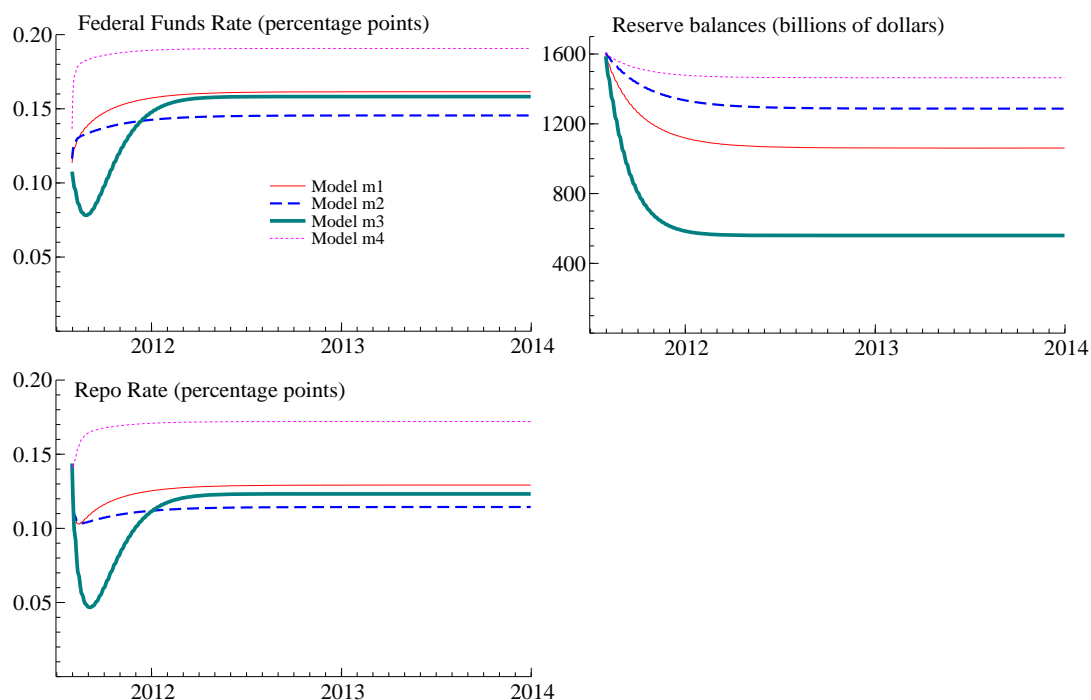 Federal Funds Rate (percentage points)
0.20
0.15
0.10
0.05
Model m1
Model m2
Model m3
Model m4
2012 2013 2014
Reserve balances (billions of dollars)
1600
1200
800
400
2012 2013 2014
Repo Rate (percentage points)
0.20
0.15
0.10
0.05
2012 2013 2014